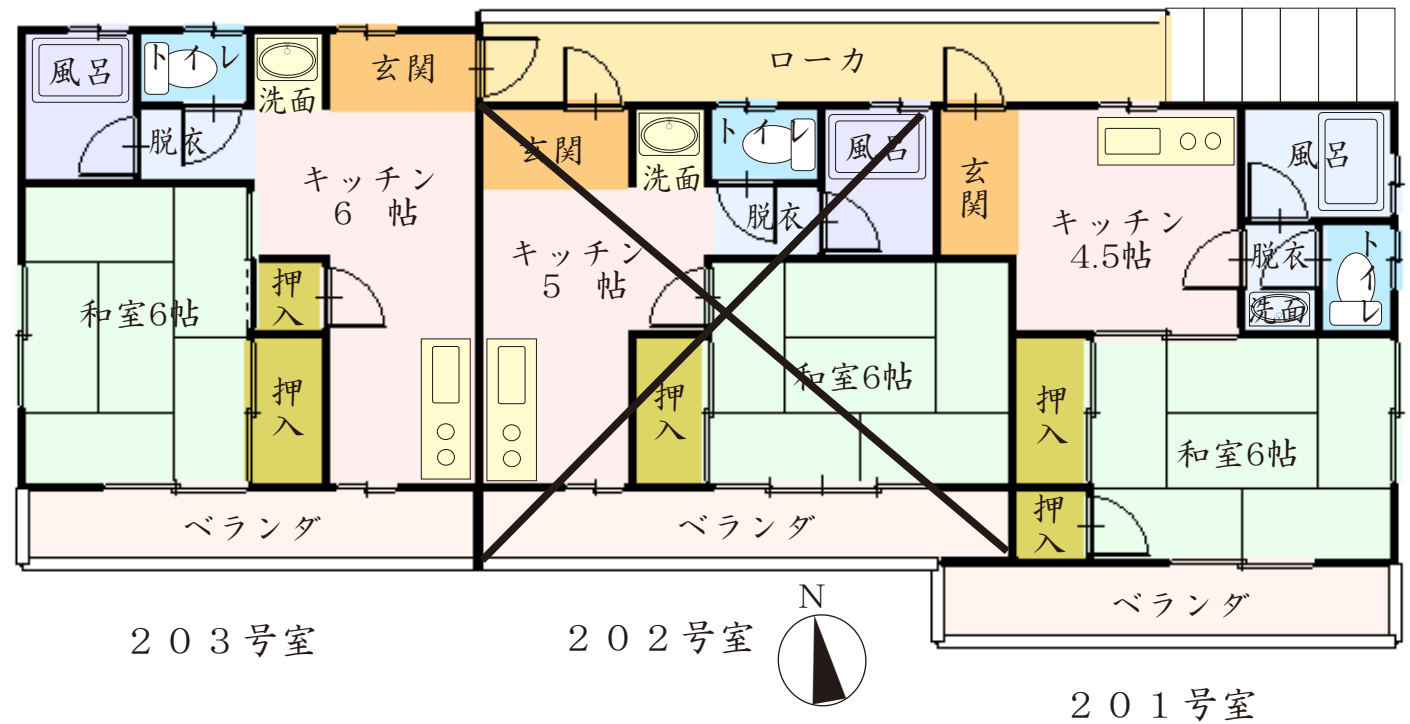 ローカ
風呂
トイレ
洗面
玄関
脱衣
キッチン
6 帖
押入
和室6帖
押入
ベランダ
203号室
玄関
洗面
トイレ
風呂
脱衣
キッチン
5 帖
押入
和室6帖
ベランダ
202号室
N
玄関
キッチン
4.5帖
風呂
脱衣
トイレ
洗面
押入
和室6帖
押入
ベランダ
201号室